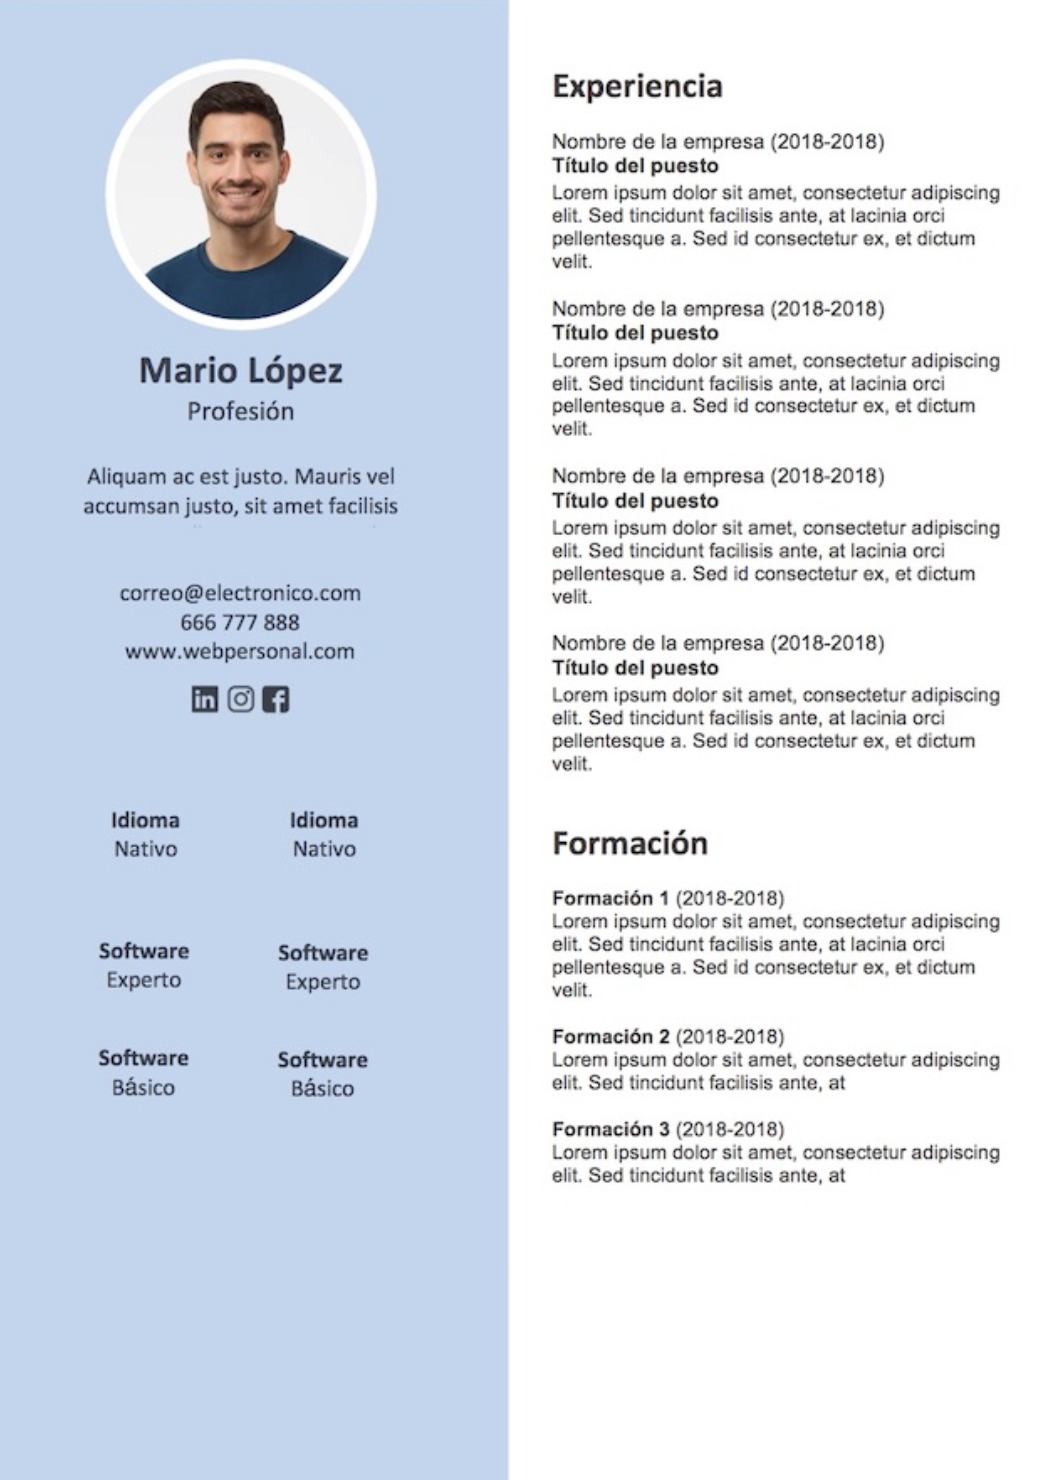 Mario López
Profesión
Aliquam ac est justo. Mauris vel
accumsan justo, sit amet facilisis
correo@electronico.com
666 777 888
www.webpersonal.com
in
Idioma
Nativo
Idioma
Nativo
Software
Experto
Software
Experto
Software
Básico
Software
Básico
Experiencia
Nombre de la empresa (2018-2018)
Título del puesto
Lorem ipsum dolor sit amet, consectetur adipiscing
elit. Sed tincidunt facilisis ante, at lacinia orci
pellentesque a. Sed id consectetur ex, et dictum
velit.
Nombre de la empresa (2018-2018)
Título del puesto
Lorem ipsum dolor sit amet, consectetur adipiscing
elit. Sed tincidunt facilisis ante, at lacinia orci
pellentesque a. Sed id consectetur ex, et dictum
velit.
Nombre de la empresa (2018-2018)
Título del puesto
Lorem ipsum dolor sit amet, consectetur adipiscing
elit. Sed tincidunt facilisis ante, at lacinia orci
pellentesque a. Sed id consectetur ex, et dictum
velit.
Nombre de la empresa (2018-2018)
Título del puesto
Lorem ipsum dolor sit amet, consectetur adipiscing
elit. Sed tincidunt facilisis ante, at lacinia orci
pellentesque a. Sed id consectetur ex, et dictum
velit.
Formación
Formación 1 (2018-2018)
Lorem ipsum dolor sit amet, consectetur adipiscing
elit. Sed tincidunt facilisis ante, at lacinia orci
pellentesque a. Sed id consectetur ex, et dictum
velit.
Formación 2 (2018-2018)
Lorem ipsum dolor sit amet, consectetur adipiscing
elit. Sed tincidunt facilisis ante, at
Formación 3 (2018-2018)
Lorem ipsum dolor sit amet, consectetur adipiscing
elit. Sed tincidunt facilisis ante, at